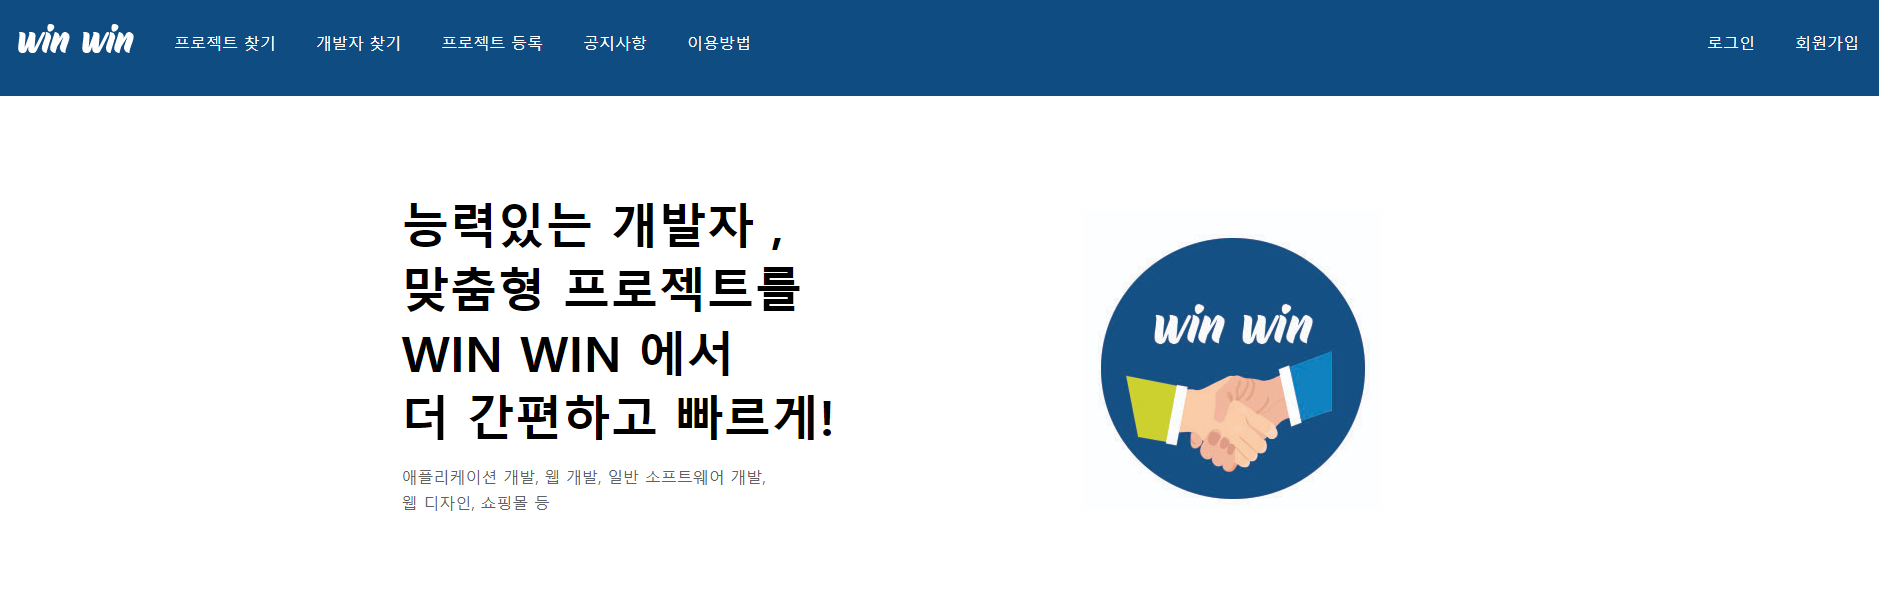 win win
프로젝트 찾기
개발자 찾기
프로젝트 등록
공지사항
이용방법
로그인
회원가입
능력있는 개발자 ,
맞춤형 프로젝트를
WIN WIN 에서
더 간편하고 빠르게!
애플리케이션 개발, 웹 개발, 일반 소프트웨어 개발,
웹 디자인, 쇼핑몰 등
win win